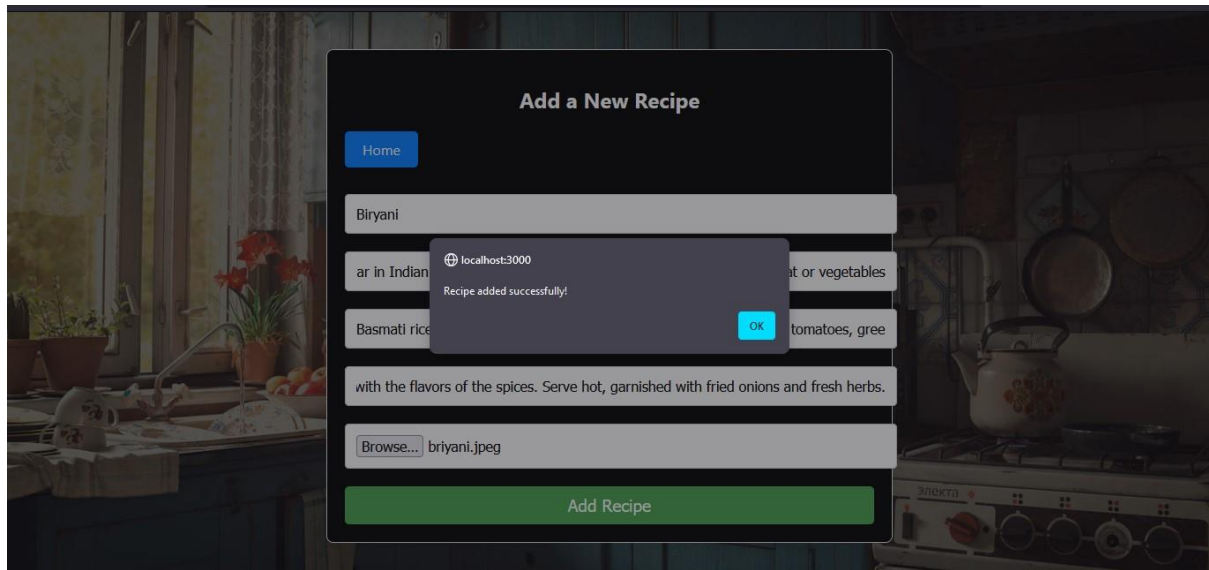 Add a New Recipe
Home
Biryani
localhost:3000
ar in Indian at or vegetables
Recipe added successfully!
Basmati rice OK tomatoes, gree
with the flavors of the spices. Serve hot, garnished with fried onions and fresh herbs.
Browse... briyani.jpeg
Add Recipe
электа